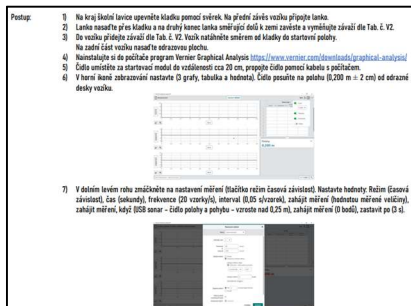 Postup:
1) Na kraj školní lavice upevněte kladku pomocí svěrek. Na přední závěs vozíku připojte lanko.
2) Lanko nasaďte přes kladku a na druhý konec lanka směřující dolů k zemi zavěste a vyměňujte závaží dle Tab. č. V2.
3) Do vozíku přidejte závaží dle Tab. č. V2. Vozík natáhněte směrem od kladky do startovní polohy.
Na zadní část vozíku nasaďte odrazovou plochu.
4) Nainstalujte si do počítače program Vernier Graphical Analysis https://www.vernier.com/downloads/graphical-analysis/
5) Čidlo umístěte za startovací modul do vzdálenosti cca 20 cm, propojte čidlo pomocí kabelu s počítačem.
6) V horní ikoně zobrazování nastavte (3 grafy, tabulka a hodnota). Čidlo posuňte na polohu (0,200 m ± 2 cm) od odrazné
desky vozíku.
7) V dolním levém rohu zmáčkněte na nastavení měření (tlačítko režim časová závislost). Nastavte hodnoty: Režim (časová
závislost), čas (sekundy), frekvence (20 vzorky/s), interval (0,05 s/vzorek), zahájit měření (hodnotou měřené veličiny),
zahájit měření, když (USB sonar – čidlo polohy a pohybu – vzroste nad 0,25 m), zahájit měření (0 bodů), zastavit po (3 s).